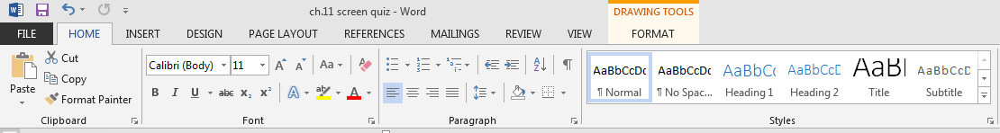 ch.11 screen quiz - Word
DRAWING TOOLS
FILE HOME INSERT DESIGN PAGE LAYOUT REFERENCES MAILINGS REVIEW VIEW FORMAT
Paste
Cut
Copy
Format Painter
Clipboard
Calibri (Body) 11 A A Aa
B I U abc x₂ x² A ab A
Font
A Z ¶
Paragraph
AaBbCcDc AaBbCcDc AaBbCc AaBbCcD AaBl AaBbCcD
¶ Normal ¶ No Spac... Heading 1 Heading 2 Title Subtitle
Styles